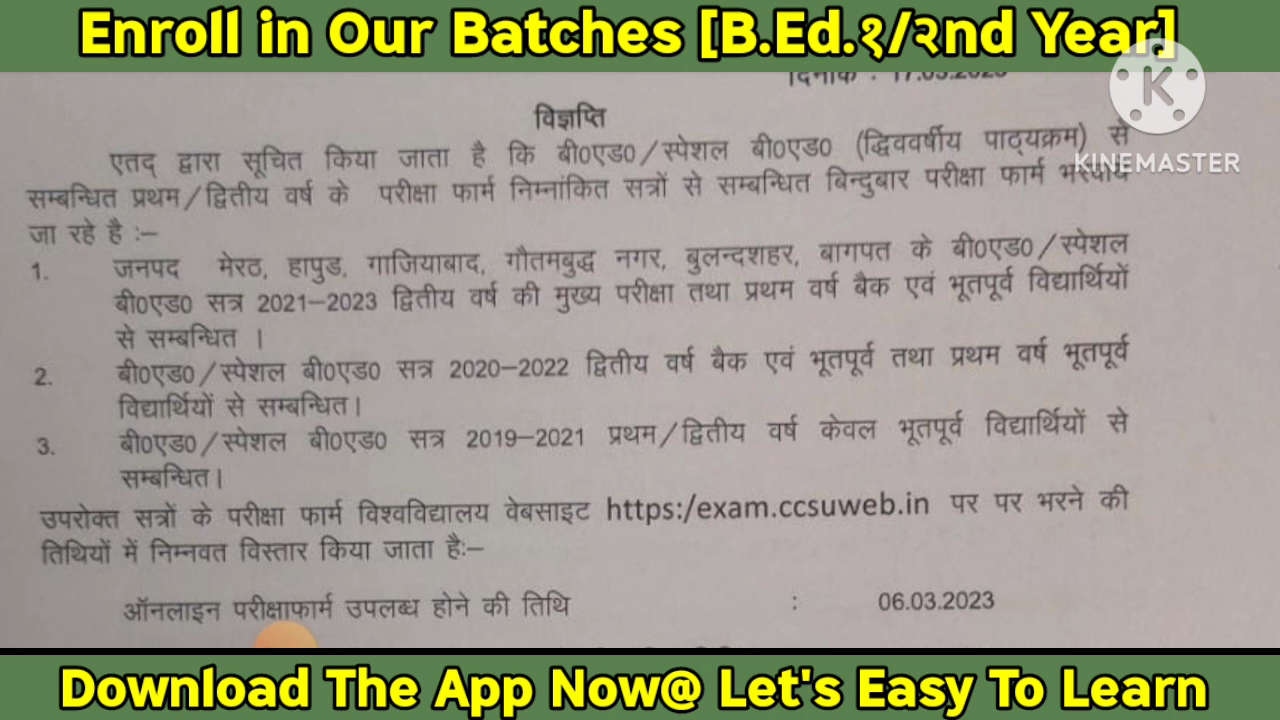 Enroll in Our Batches [B.Ed.१/२nd Year]
दिनांक : 17.03.2023
विज्ञप्ति
एतद् द्वारा सूचित किया जाता है कि बी0एड0/स्पेशल बी0एड0 (द्विववर्षीय पाठ्यक्रम) से
सम्बन्धित प्रथम/द्वितीय वर्ष के परीक्षा फार्म निम्नांकित सत्रों से सम्बन्धित बिन्दुबार परीक्षा फार्म भरवाये
जा रहे है :–
1. जनपद मेरठ, हापुड, गाजियाबाद, गौतमबुद्ध नगर, बुलन्दशहर, बागपत के बी0एड0/स्पेशल
बी0एड0 सत्र 2021–2023 द्वितीय वर्ष की मुख्य परीक्षा तथा प्रथम वर्ष बैक एवं भूतपूर्व विद्यार्थियों
से सम्बन्धित ।
2. बी0एड0/स्पेशल बी0एड0 सत्र 2020–2022 द्वितीय वर्ष बैक एवं भूतपूर्व तथा प्रथम वर्ष भूतपूर्व
विद्यार्थियों से सम्बन्धित।
3. बी0एड0/स्पेशल बी0एड0 सत्र 2019–2021 प्रथम/द्वितीय वर्ष केवल भूतपूर्व विद्यार्थियों से
सम्बन्धित।
उपरोक्त सत्रों के परीक्षा फार्म विश्वविद्यालय वेबसाइट https:/exam.ccsuweb.in पर पर भरने की
तिथियों में निम्नवत विस्तार किया जाता है:–
ऑनलाइन परीक्षाफार्म उपलब्ध होने की तिथि : 06.03.2023
K
KINEMASTER
Download The App Now@ Let's Easy To Learn